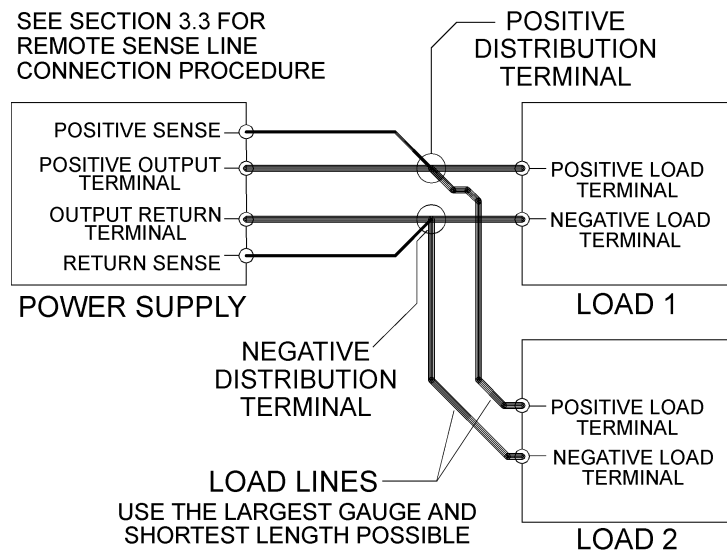 SEE SECTION 3.3 FOR
REMOTE SENSE LINE
CONNECTION PROCEDURE
POSITIVE
DISTRIBUTION
TERMINAL
POSITIVE SENSE
POSITIVE OUTPUT
TERMINAL
OUTPUT RETURN
TERMINAL
RETURN SENSE
POWER SUPPLY
POSITIVE LOAD
TERMINAL
NEGATIVE LOAD
TERMINAL
LOAD 1
NEGATIVE
DISTRIBUTION
TERMINAL
POSITIVE LOAD
TERMINAL
NEGATIVE LOAD
TERMINAL
LOAD 2
LOAD LINES
USE THE LARGEST GAUGE AND
SHORTEST LENGTH POSSIBLE